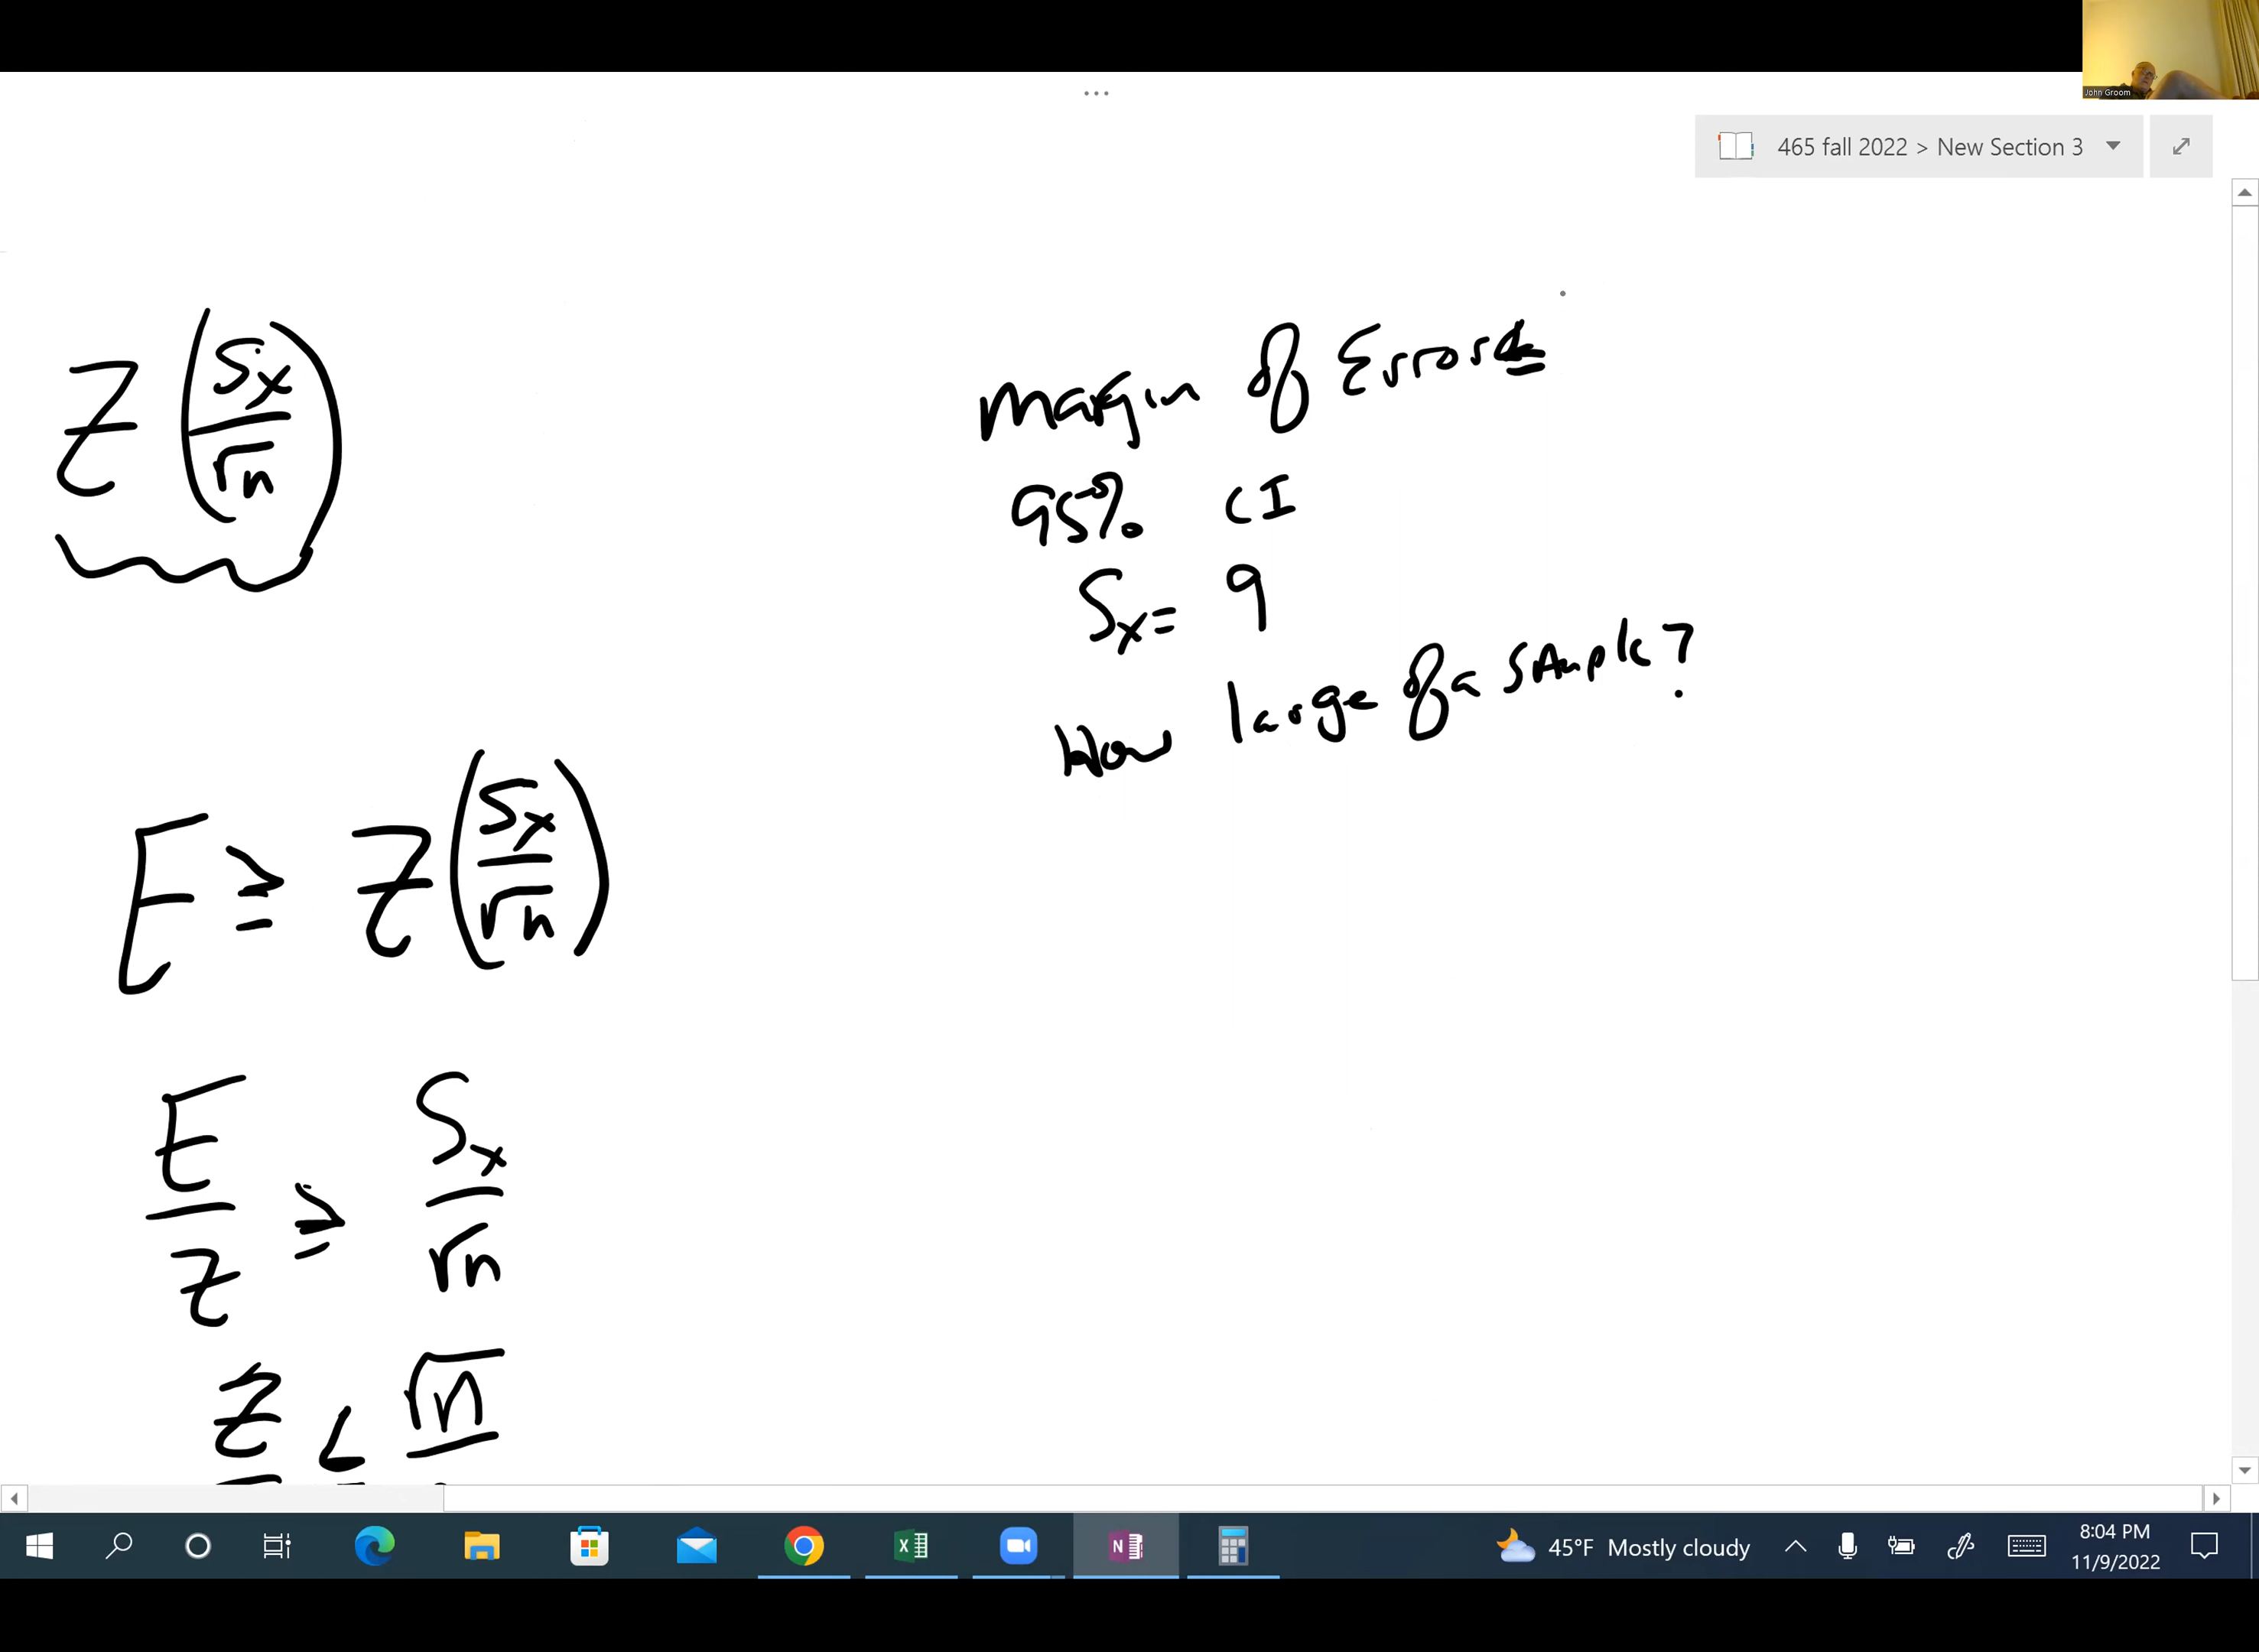 John Groom
465 fall 2022 > New Section 3
Z (Sx / √n)
margin of Error
95% CI
Sx = 9
How large of a sample?
E ≥ Z (Sx / √n)
E / Z ≥ Sx / √n
Z ≤ √n
45°F Mostly cloudy
8:04 PM
11/9/2022